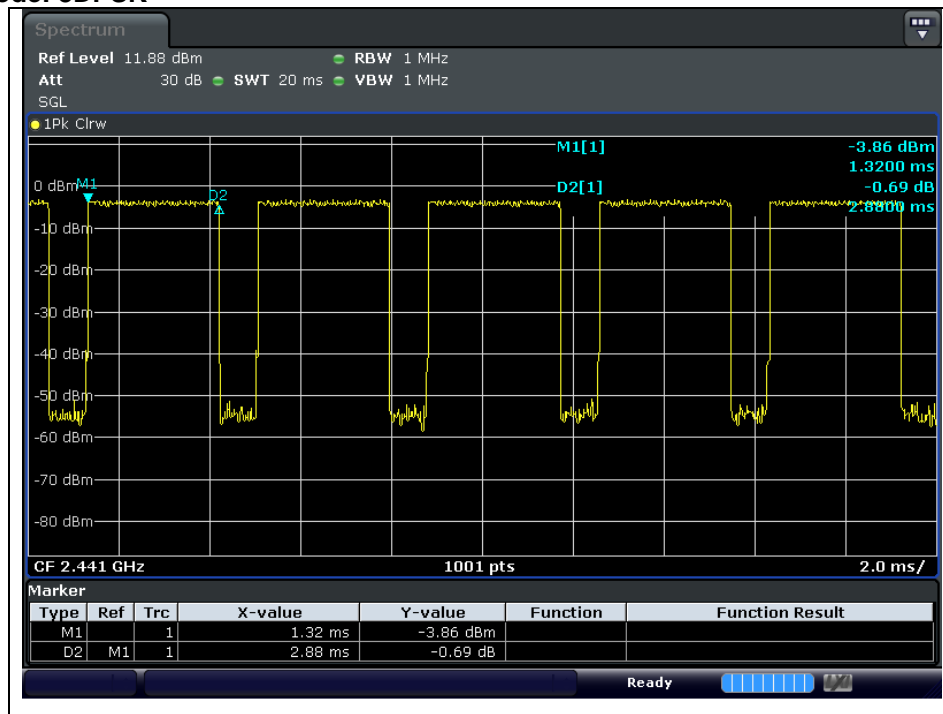 Spectrum
Ref Level 11.88 dBm RBW 1 MHz
Att 30 dB SWT 20 ms VBW 1 MHz
SGL
1Pk Clrw
M1[1] -3.86 dBm
1.3200 ms
D2[1] -0.69 dB
2.8800 ms
0 dBm
M1
D2
-10 dBm
-20 dBm
-30 dBm
-40 dBm
-50 dBm
-60 dBm
-70 dBm
-80 dBm
CF 2.441 GHz 1001 pts 2.0 ms/
Marker
Type Ref Trc X-value Y-value Function Function Result
M1 1 1.32 ms -3.86 dBm
D2 M1 1 2.88 ms -0.69 dB
Ready